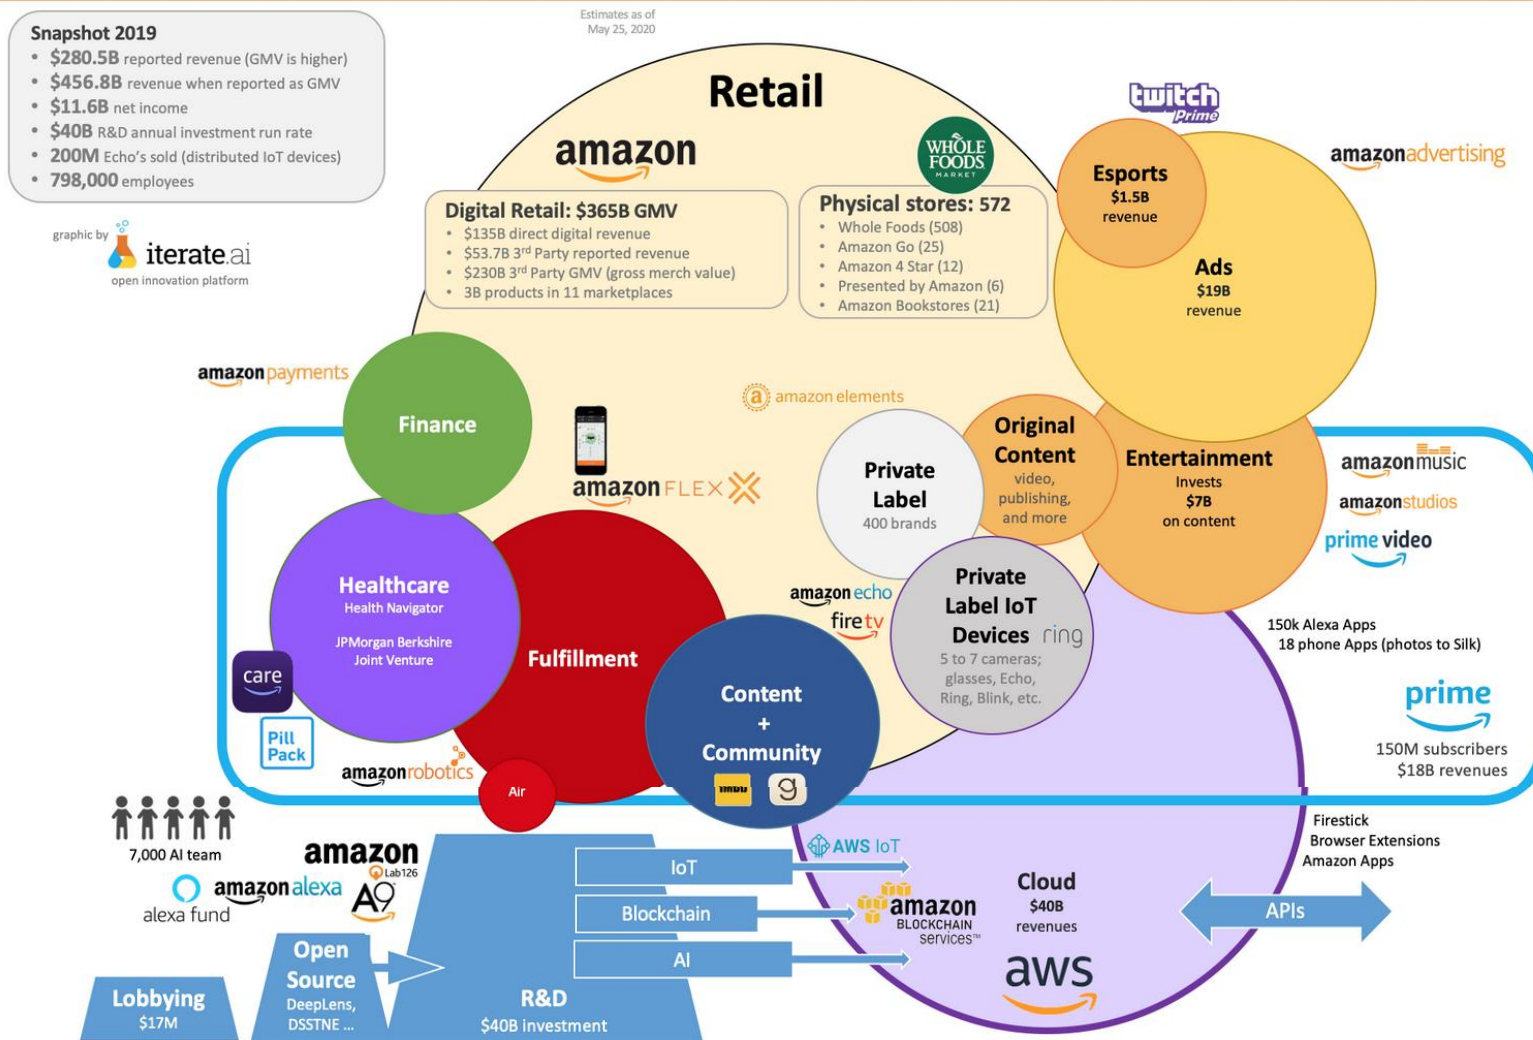 Estimates as of
May 25, 2020
Snapshot 2019
• $280.5B reported revenue (GMV is higher)
• $456.8B revenue when reported as GMV
• $11.6B net income
• $40B R&D annual investment run rate
• 200M Echo's sold (distributed IoT devices)
• 798,000 employees
graphic by
iterate.ai
open innovation platform
Retail
amazon
Digital Retail: $365B GMV
• $135B direct digital revenue
• $53.7B 3rd Party reported revenue
• $230B 3rd Party GMV (gross merch value)
• 3B products in 11 marketplaces
WHOLE
FOODS
MARKET
Physical stores: 572
• Whole Foods (508)
• Amazon Go (25)
• Amazon 4 Star (12)
• Presented by Amazon (6)
• Amazon Bookstores (21)
twitch
Prime
Esports
$1.5B
revenue
amazonadvertising
Ads
$19B
revenue
amazon payments
Finance
amazon FLEX
a amazon elements
Private
Label
400 brands
Original
Content
video,
publishing,
and more
Entertainment
Invests
$7B
on content
amazonmusic
amazonstudios
prime video
Healthcare
Health Navigator
JPMorgan Berkshire
Joint Venture
care
Pill
Pack
Fulfillment
amazonrobotics
Air
Content
+
Community
IMDb
g
amazon echo
fire tv
Private
Label IoT
Devices
ring
5 to 7 cameras;
glasses, Echo,
Ring, Blink, etc.
150k Alexa Apps
18 phone Apps (photos to Silk)
prime
150M subscribers
$18B revenues
Firestick
Browser Extensions
Amazon Apps
APIs
7,000 AI team
amazon
Lab126
alexa fund
amazon alexa
A9
IoT
Blockchain
AI
AWS IoT
amazon
BLOCKCHAIN
services™
Cloud
$40B
revenues
aws
Lobbying
$17M
Open
Source
DeepLens,
DSSTNE ...
R&D
$40B investment